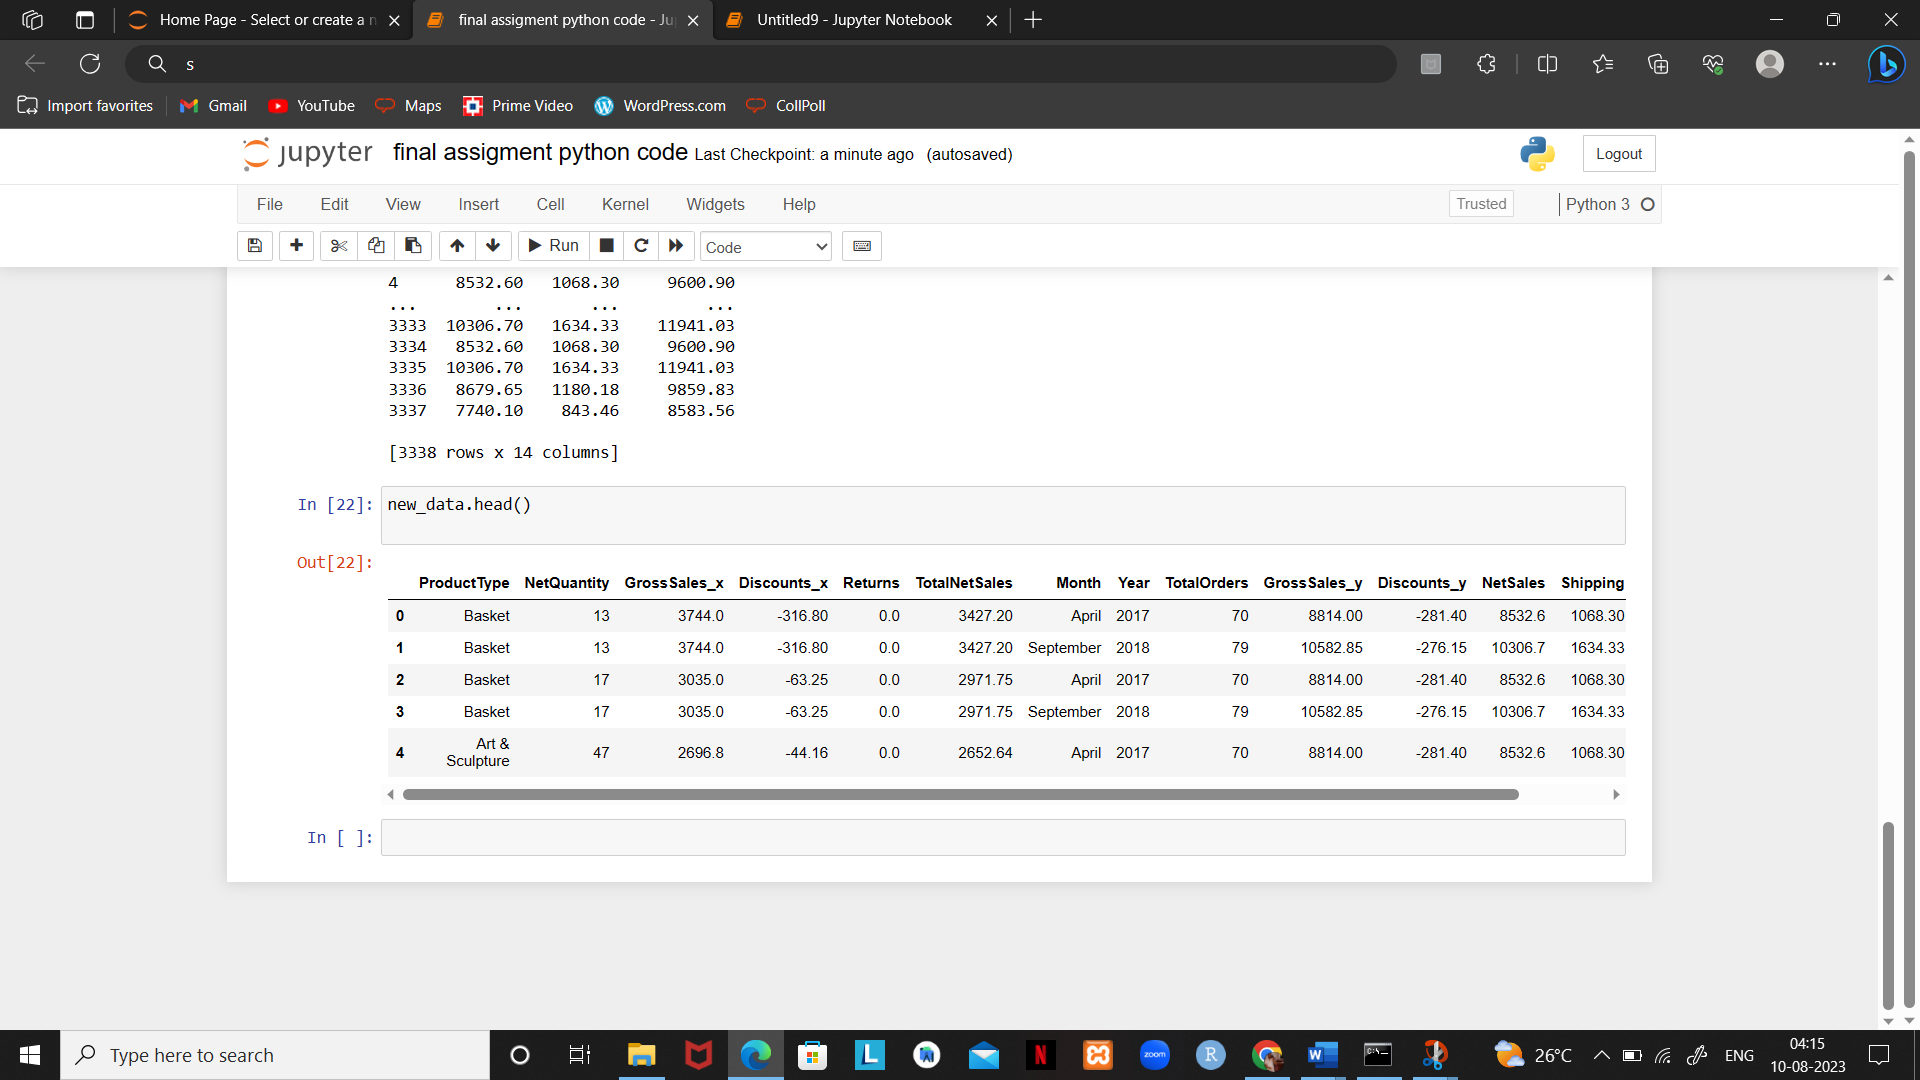 Home Page - Select or create a n
final assigment python code - Ju
Untitled9 - Jupyter Notebook
s
Import favorites
Gmail
YouTube
Maps
Prime Video
WordPress.com
CollPoll
jupyter final assigment python code Last Checkpoint: a minute ago (autosaved)
Logout
File Edit View Insert Cell Kernel Widgets Help
Trusted
Python 3
Run
Code
4 8532.60 1068.30 9600.90
... ... ... ...
3333 10306.70 1634.33 11941.03
3334 8532.60 1068.30 9600.90
3335 10306.70 1634.33 11941.03
3336 8679.65 1180.18 9859.83
3337 7740.10 843.46 8583.56
[3338 rows x 14 columns]
In [22]: new_data.head()
Out[22]:
ProductType NetQuantity GrossSales_x Discounts_x Returns TotalNetSales Month Year TotalOrders GrossSales_y Discounts_y NetSales Shipping
0 Basket 13 3744.0 -316.80 0.0 3427.20 April 2017 70 8814.00 -281.40 8532.6 1068.30
1 Basket 13 3744.0 -316.80 0.0 3427.20 September 2018 79 10582.85 -276.15 10306.7 1634.33
2 Basket 17 3035.0 -63.25 0.0 2971.75 April 2017 70 8814.00 -281.40 8532.6 1068.30
3 Basket 17 3035.0 -63.25 0.0 2971.75 September 2018 79 10582.85 -276.15 10306.7 1634.33
4 Art & Sculpture 47 2696.8 -44.16 0.0 2652.64 April 2017 70 8814.00 -281.40 8532.6 1068.30
In [ ]:
Type here to search
zoom
26°C
ENG
04:15
10-08-2023